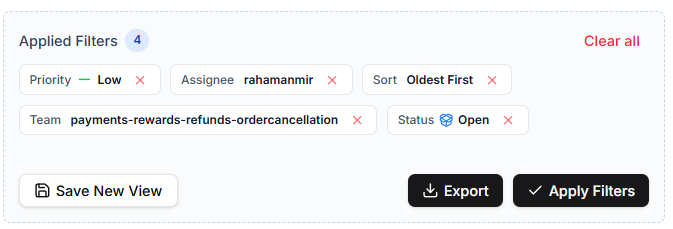 Applied Filters 4 Clear all
Priority Low Assignee rahamanmir Sort Oldest First
Team payments-rewards-refunds-ordercancellation Status Open
Save New View Export Apply Filters